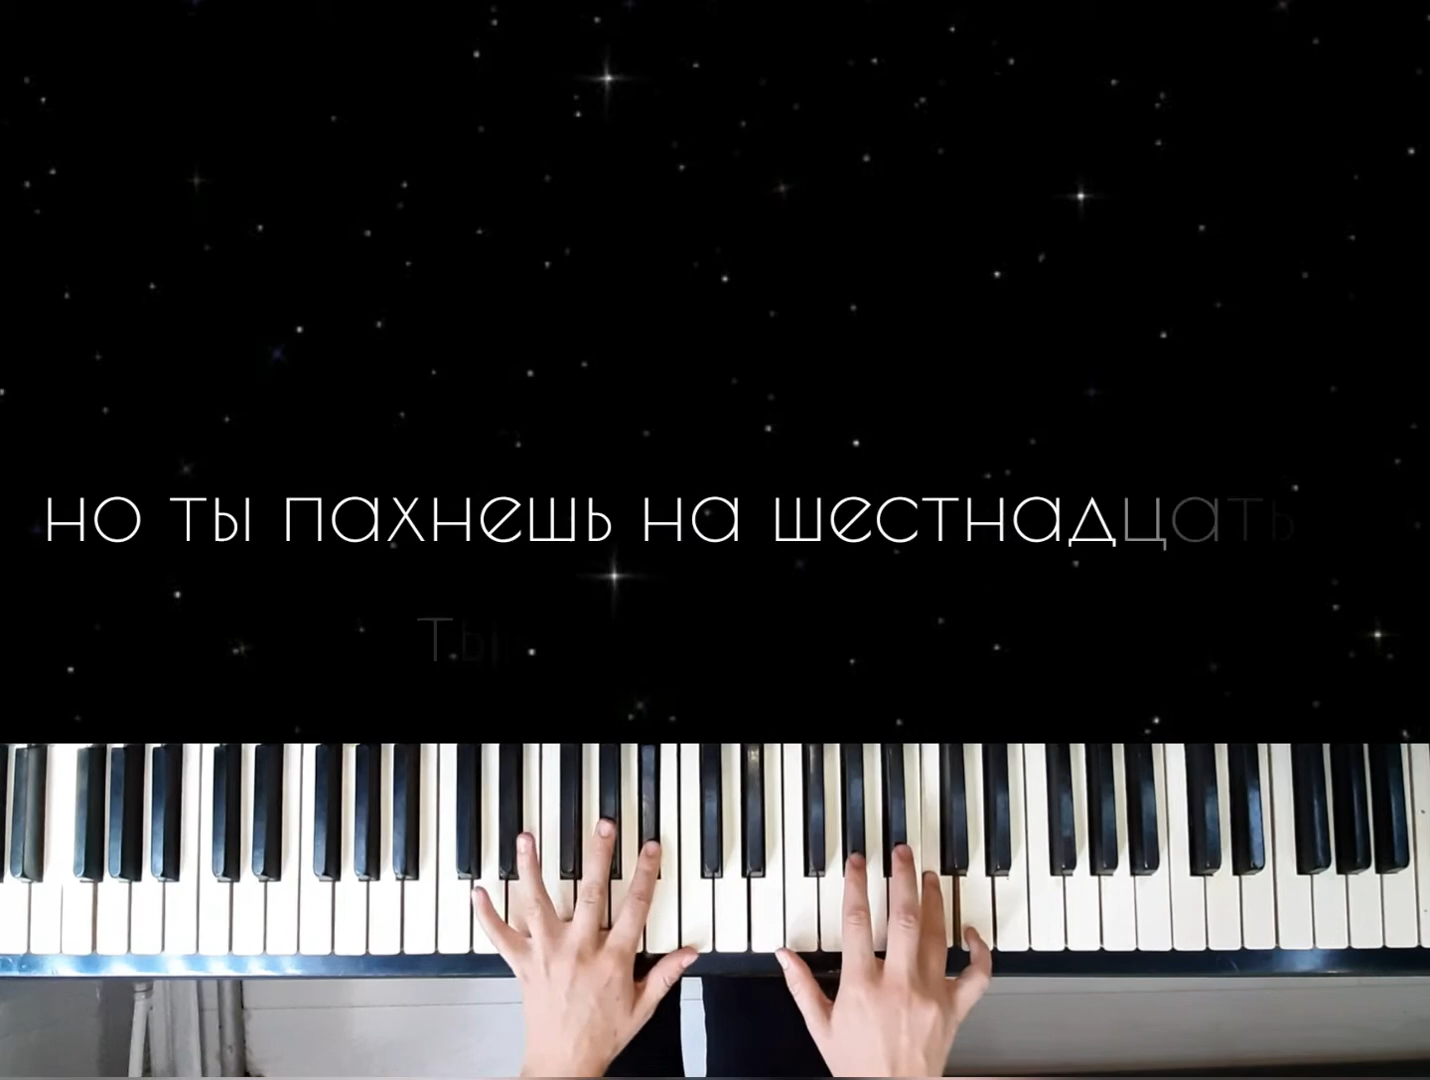 но ты пахнешь на шестнадцать
ты